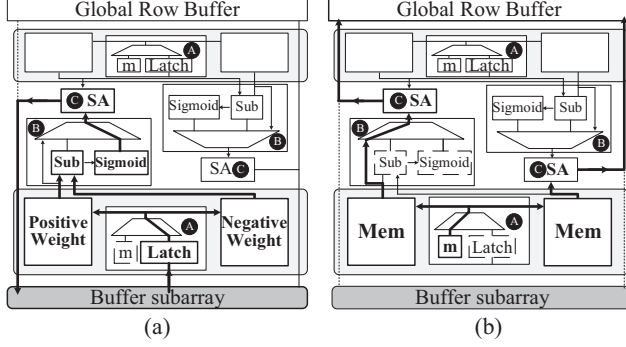 Global Row Buffer
A
m Latch
C SA
Sigmoid Sub
B
B
Sub Sigmoid
SA C
Positive Weight
A
Negative Weight
m Latch
Buffer subarray
(a)
Global Row Buffer
A
m Latch
C SA
Sigmoid Sub
B
B
Sub Sigmoid
C SA
Mem
A
Mem
m Latch
Buffer subarray
(b)